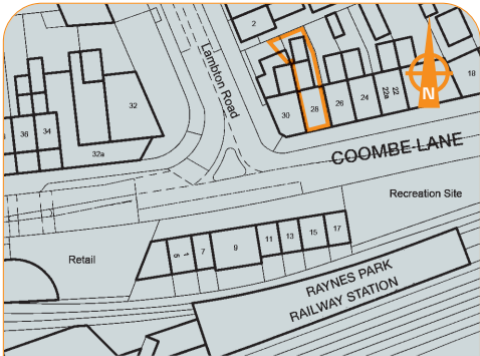 2
18
Lambton Road
32
36
34
32a
30
28
26
24
22a
22
N
COOMBE LANE
Recreation Site
Retail
7
9
11
13
15
17
RAYNES PARK
RAILWAY STATION